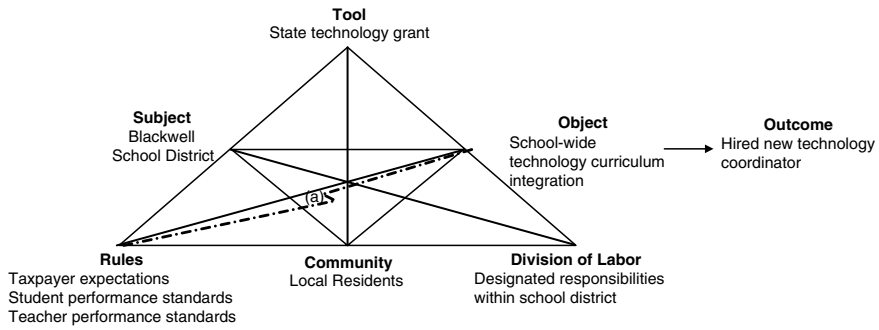 Tool
State technology grant
Subject
Blackwell
School District
Object
School-wide
technology curriculum
integration
Outcome
Hired new technology
coordinator
(a)
Rules
Taxpayer expectations
Student performance standards
Teacher performance standards
Community
Local Residents
Division of Labor
Designated responsibilities
within school district